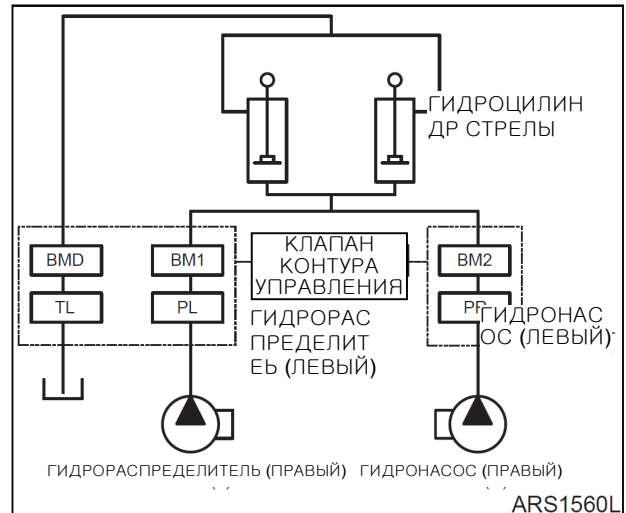 ГИДРОЦИЛИН
ДР СТРЕЛЫ
BMD
BM1
КЛАПАН
КОНТУРА
УПРАВЛЕНИЯ
BM2
TL
PL
ГИДРОРАС
ПРЕДЕЛИТ
ЕЬ (ЛЕВЫЙ)
ГИДРОНАС
ОС (ЛЕВЫЙ)
ГИДРОРАСПРЕДЕЛИТЕЛЬ (ПРАВЫЙ)
ГИДРОНАСОС (ПРАВЫЙ)
ARS1560L